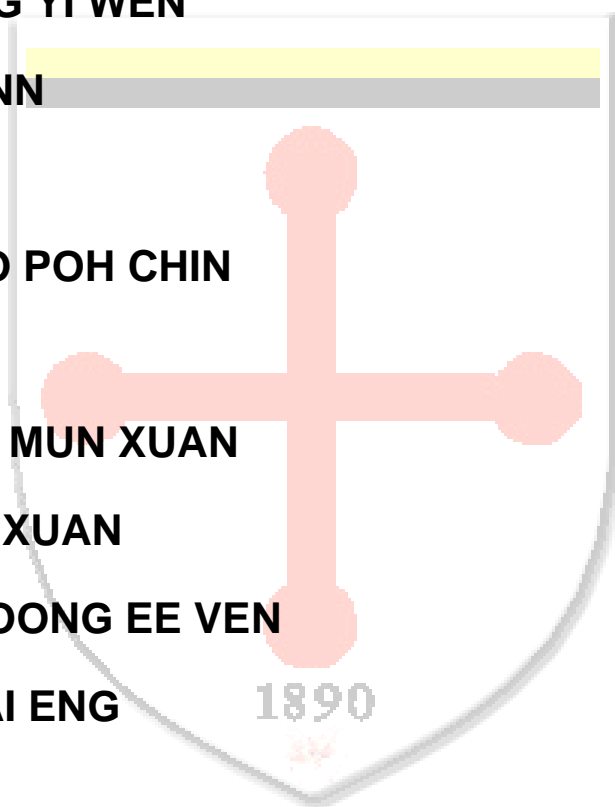 G YI WEN
NN
POH CHIN
MUN XUAN
XUAN
OONG EE VEN
AI ENG
1890